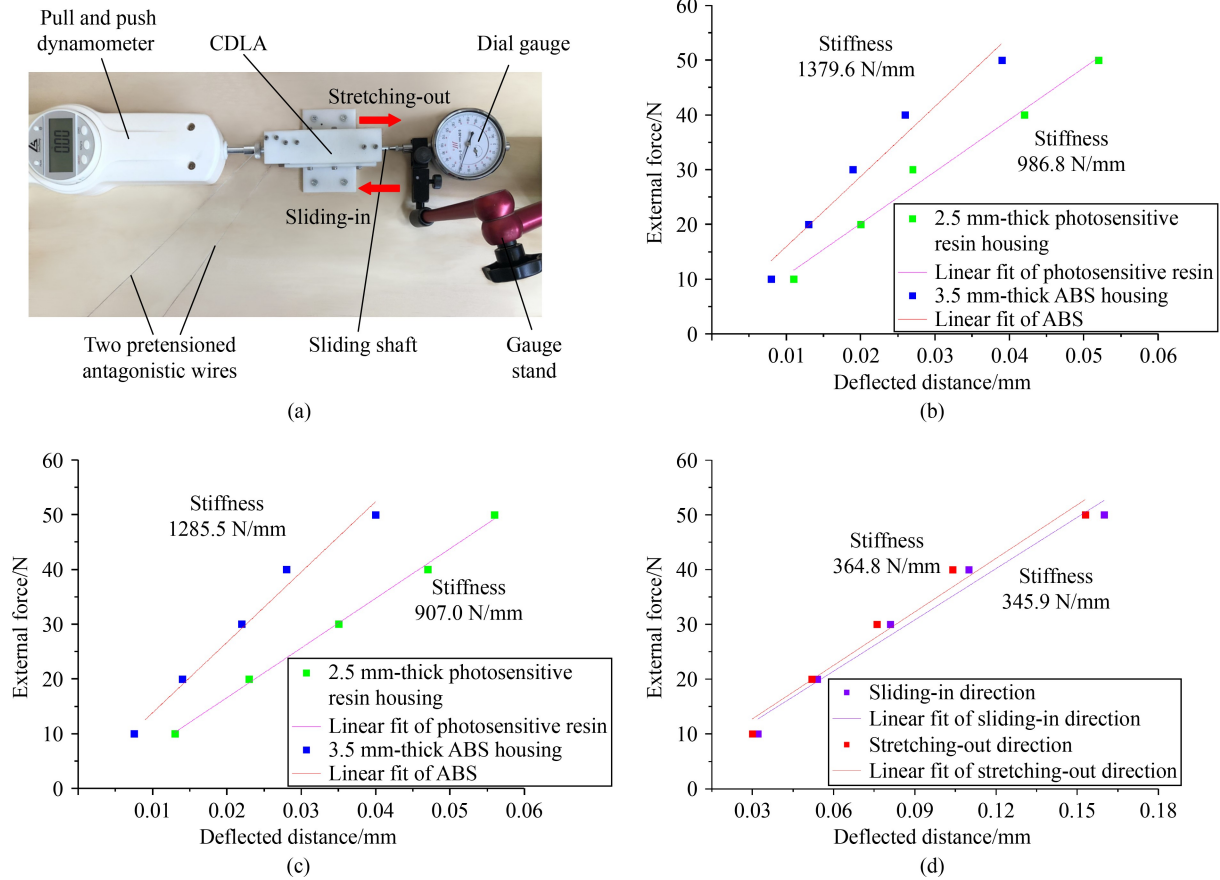 Pull and push
dynamometer
CDLA
Dial gauge
Stretching-out
0.00
Sliding-in
Two pretensioned
antagonistic wires
Sliding shaft
Gauge
stand
(a)
60
50
40
30
20
10
0
External force/N
Stiffness
1379.6 N/mm
Stiffness
986.8 N/mm
2.5 mm-thick photosensitive
resin housing
Linear fit of photosensitive resin
3.5 mm-thick ABS housing
Linear fit of ABS
0.01 0.02 0.03 0.04 0.05 0.06
Deflected distance/mm
(b)
60
50
40
30
20
10
0
External force/N
Stiffness
1285.5 N/mm
Stiffness
907.0 N/mm
2.5 mm-thick photosensitive
resin housing
Linear fit of photosensitive resin
3.5 mm-thick ABS housing
Linear fit of ABS
0.01 0.02 0.03 0.04 0.05 0.06
Deflected distance/mm
(c)
60
50
40
30
20
10
0
External force/N
Stiffness
364.8 N/mm
Stiffness
345.9 N/mm
Sliding-in direction
Linear fit of sliding-in direction
Stretching-out direction
Linear fit of stretching-out direction
0.03 0.06 0.09 0.12 0.15 0.18
Deflected distance/mm
(d)